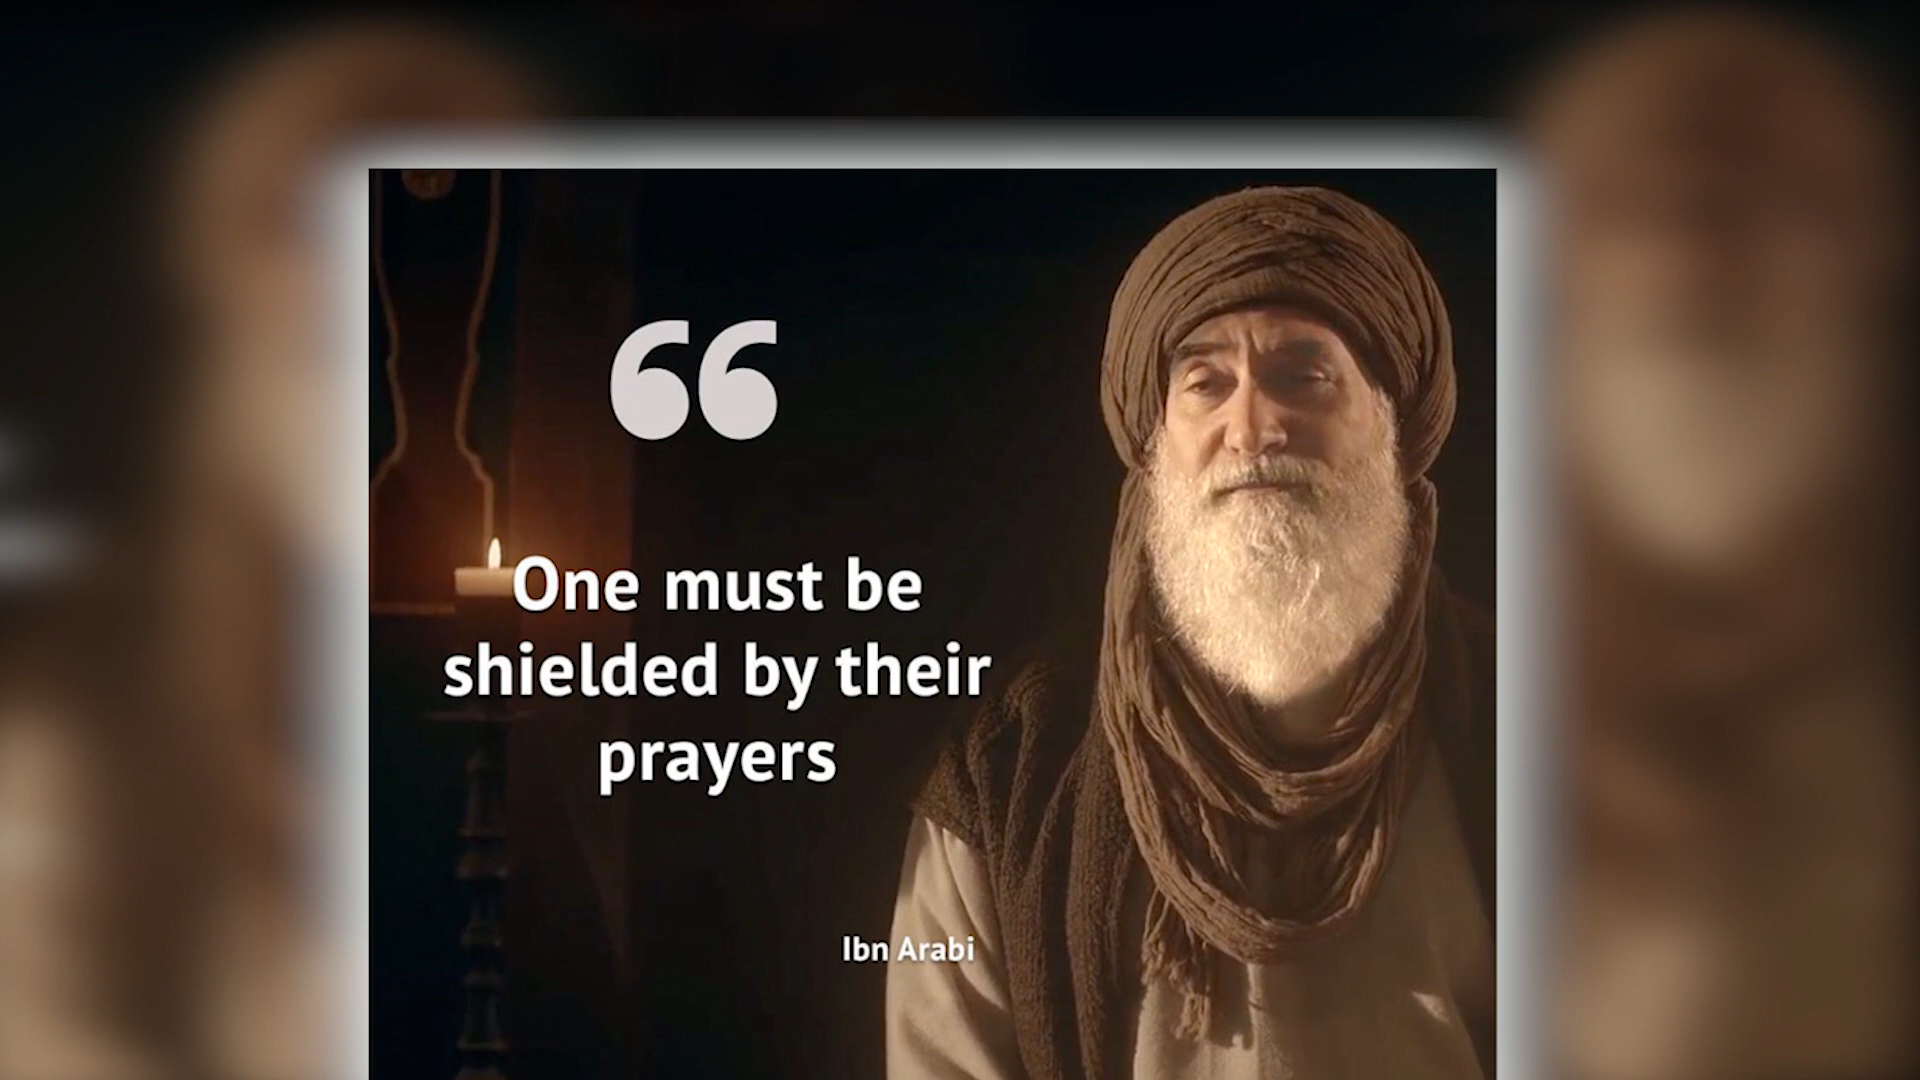 “
One must be
shielded by their
prayers
Ibn Arabi